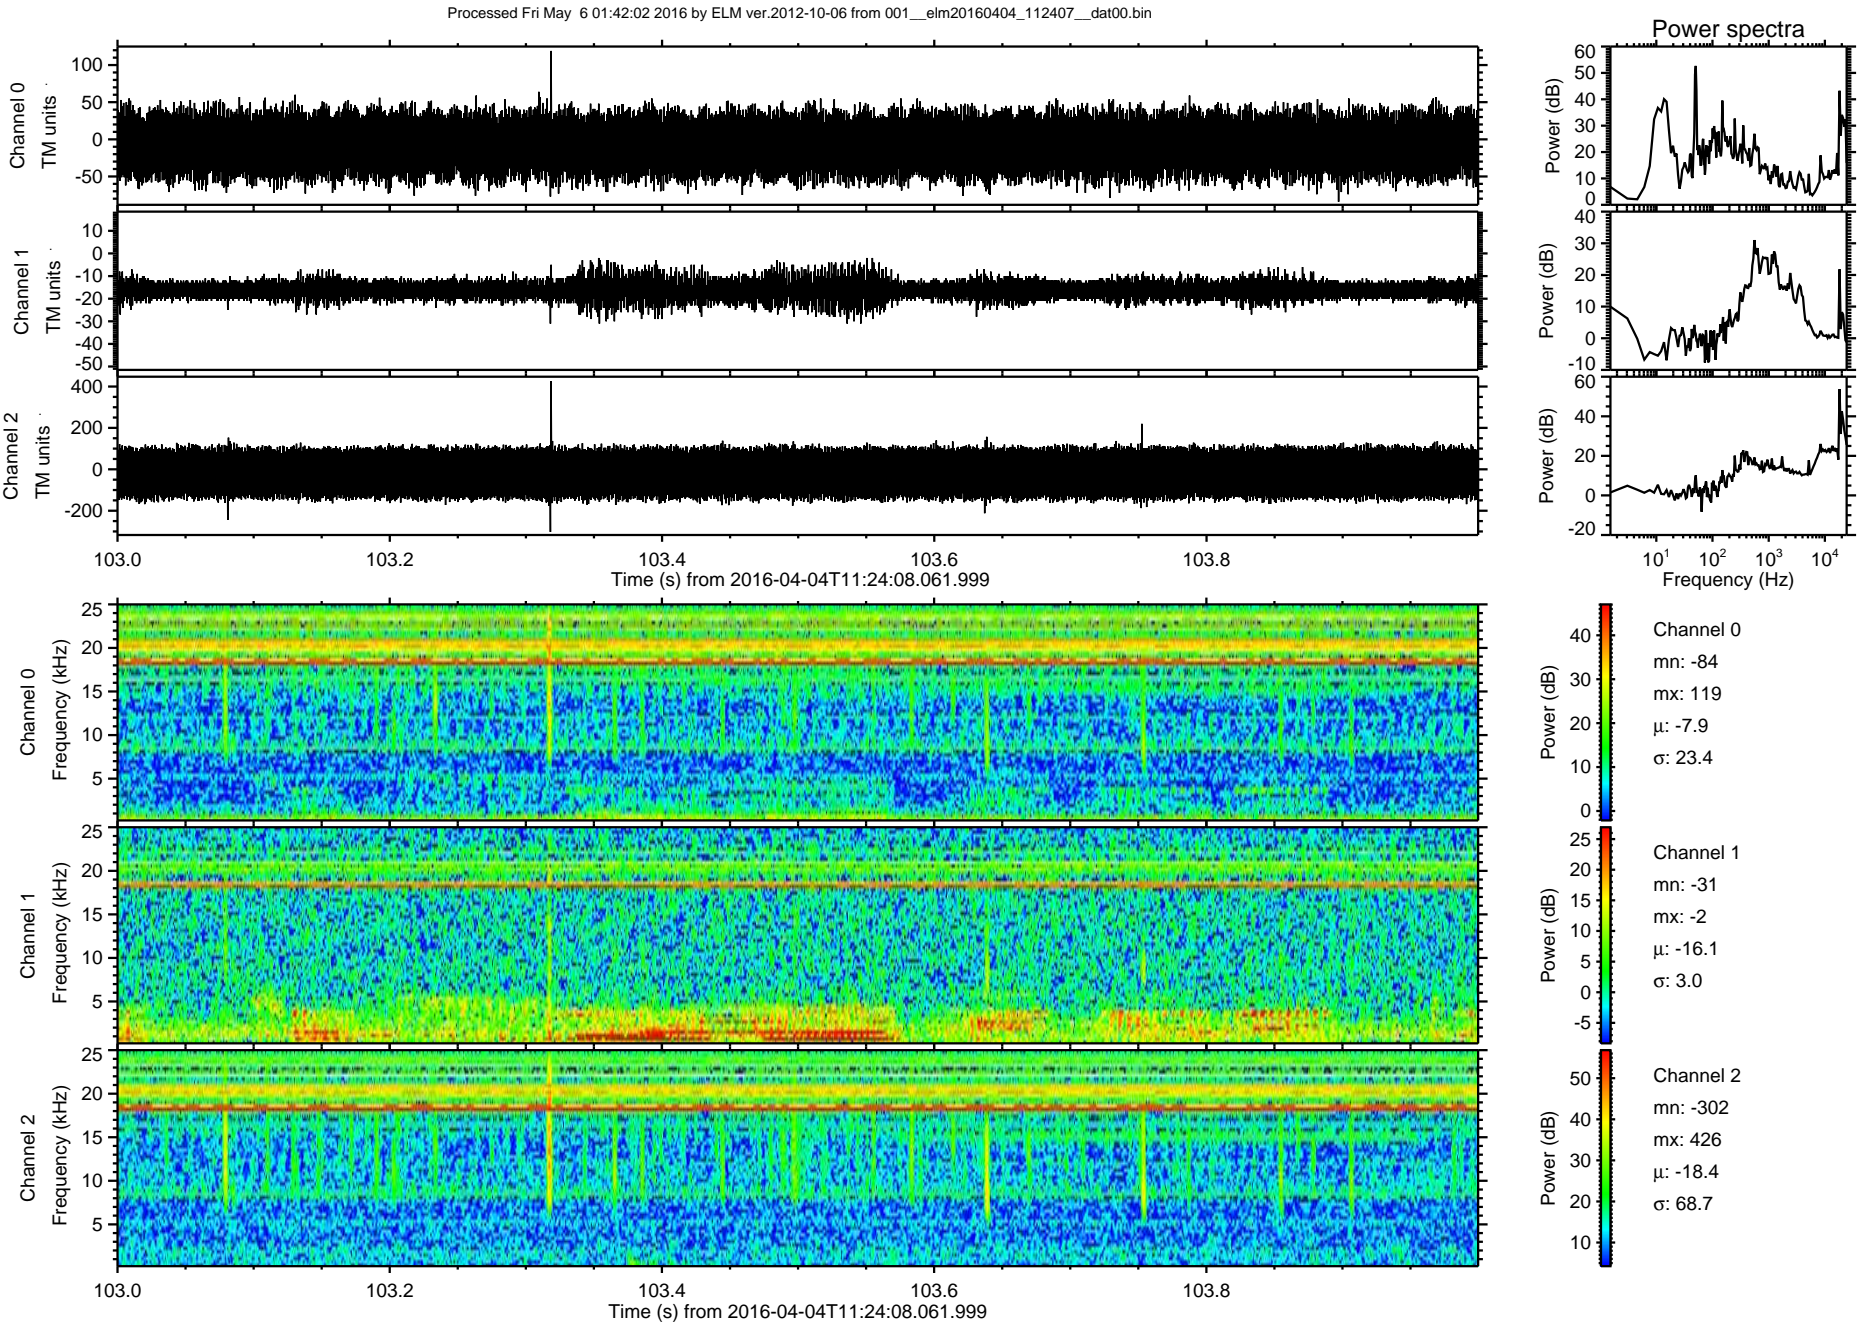 Processed Fri May  6 01:42:02 2016 by ELM ver.2012-10-06 from 001__elm20160404_112407__dat00.bin
Power spectra
Channel 0
TM units
100
50
0
-50
Power (dB)
60
50
40
30
20
10
0
Channel 1
TM units
10
0
-10
-20
-30
-40
-50
Power (dB)
40
30
20
10
0
-10
Channel 2
TM units
400
200
0
-200
Power (dB)
60
40
20
0
-20
103.0 103.2 103.4 103.6 103.8
Time (s) from 2016-04-04T11:24:08.061.999
10¹ 10² 10³ 10⁴
Frequency (Hz)
Channel 0
Frequency (kHz)
25
20
15
10
5
Power (dB)
40
30
20
10
0
Channel 0
mn: -84
mx: 119
μ: -7.9
σ: 23.4
Channel 1
Frequency (kHz)
25
20
15
10
5
Power (dB)
25
20
15
10
5
0
-5
Channel 1
mn: -31
mx: -2
μ: -16.1
σ: 3.0
Channel 2
Frequency (kHz)
25
20
15
10
5
Power (dB)
50
40
30
20
10
Channel 2
mn: -302
mx: 426
μ: -18.4
σ: 68.7
103.0 103.2 103.4 103.6 103.8
Time (s) from 2016-04-04T11:24:08.061.999